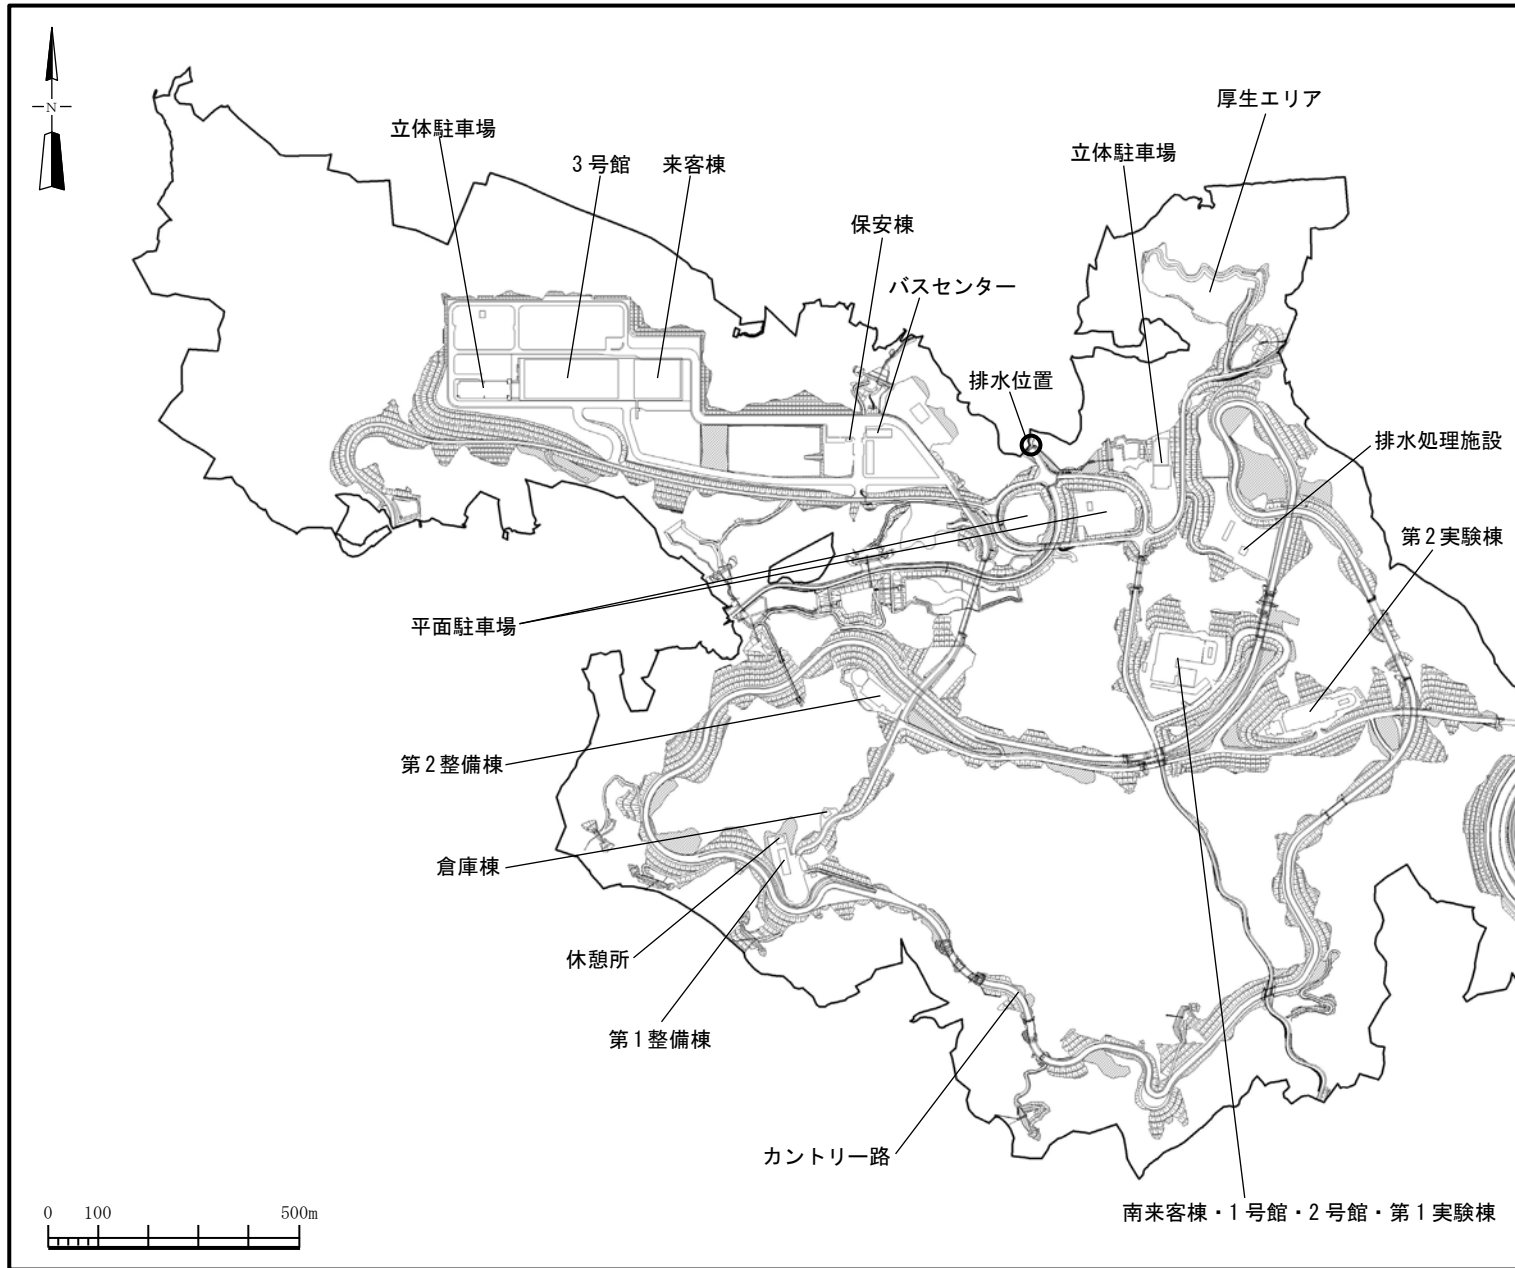 厚生エリア
立体駐車場
立体駐車場
3号館
来客棟
N
保安棟
バスセンター
排水位置
排水処理施設
第2実験棟
平面駐車場
第2整備棟
倉庫棟
休憩所
第1整備棟
カントリー路
南来客棟・1号館・2号館・第1実験棟
0 100 500m